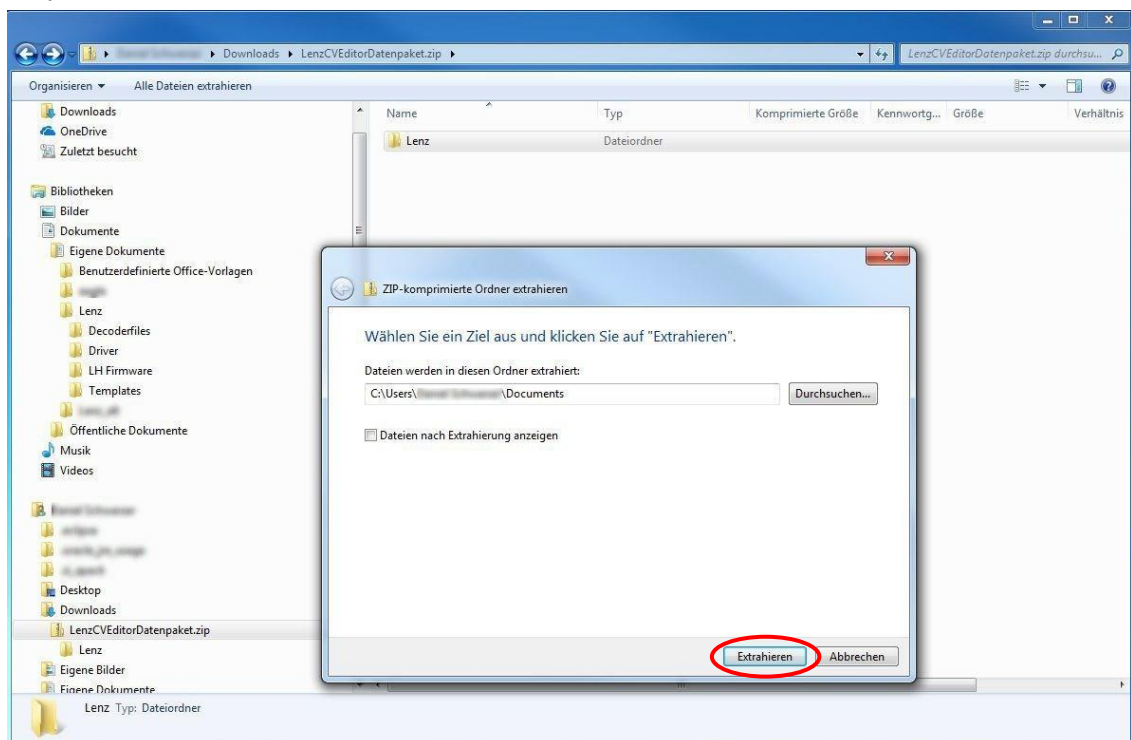 Downloads LenzCVEditorDatenpaket.zip
LenzCVEditorDatenpaket.zip durchsu...
Organisieren Alle Dateien extrahieren
Name Typ Komprimierte Größe Kennwortg... Größe Verhältnis
Lenz Dateiordner
Downloads
OneDrive
Zuletzt besucht
Bibliotheken
Bilder
Dokumente
Eigene Dokumente
Benutzerdefinierte Office-Vorlagen
Lenz
Decoderfiles
Driver
LH Firmware
Templates
Öffentliche Dokumente
Musik
Videos
Desktop
Downloads
LenzCVEditorDatenpaket.zip
Lenz
Eigene Bilder
Eigene Dokumente
ZIP-komprimierte Ordner extrahieren
Wählen Sie ein Ziel aus und klicken Sie auf "Extrahieren".
Dateien werden in diesen Ordner extrahiert:
C:\Users\ \Documents
Durchsuchen...
Dateien nach Extrahierung anzeigen
Extrahieren Abbrechen
Lenz Typ: Dateiordner